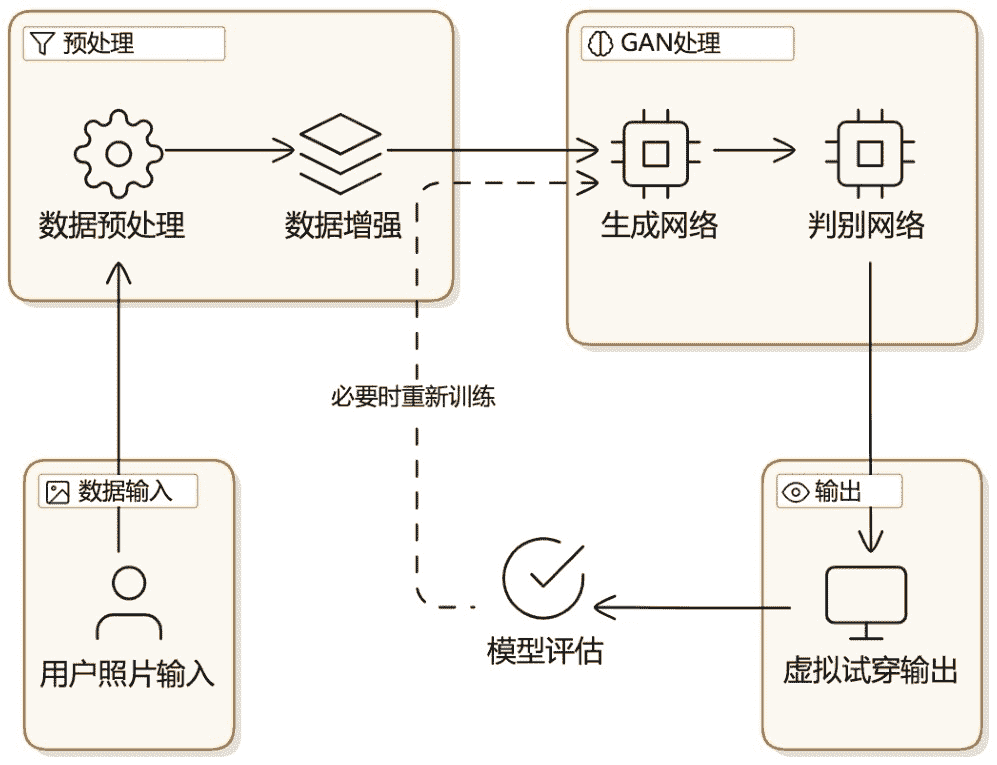 预处理
GAN处理
数据预处理
数据增强
生成网络
判别网络
必要时重新训练
数据输入
输出
模型评估
用户照片输入
虚拟试穿输出